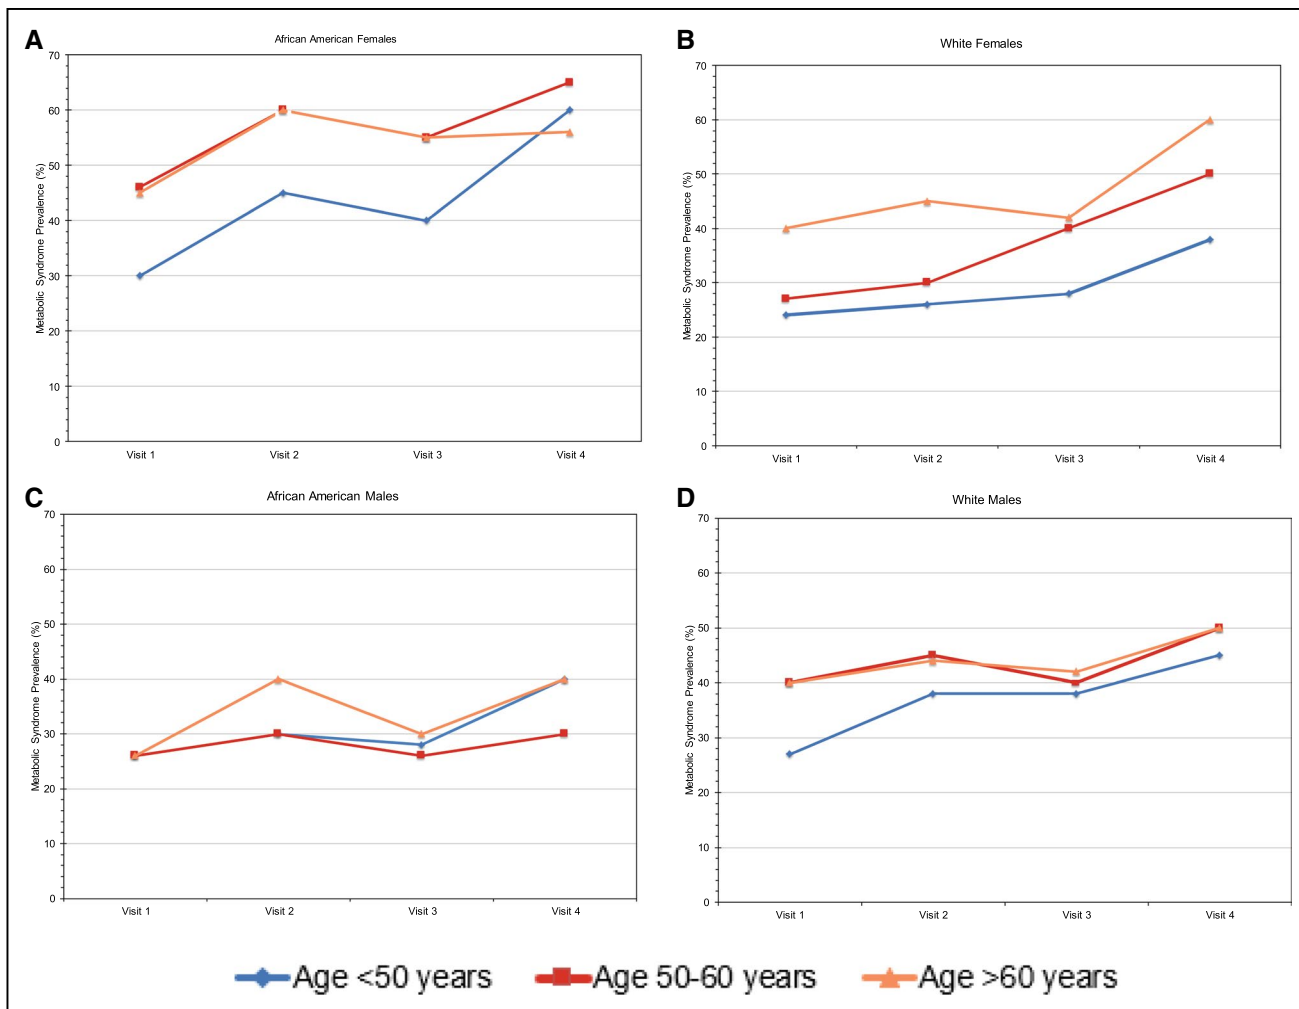 A
African American Females
Metabolic Syndrome Prevalence (%)
70
60
50
40
30
20
10
0
Visit 1 Visit 2 Visit 3 Visit 4
B
White Females
Metabolic Syndrome Prevalence (%)
70
60
50
40
30
20
10
0
Visit 1 Visit 2 Visit 3 Visit 4
C
African American Males
Metabolic Syndrome Prevalence (%)
70
60
50
40
30
20
10
0
Visit 1 Visit 2 Visit 3 Visit 4
D
White Males
Metabolic Syndrome Prevalence (%)
70
60
50
40
30
20
10
0
Visit 1 Visit 2 Visit 3 Visit 4
Age <50 years Age 50-60 years Age >60 years